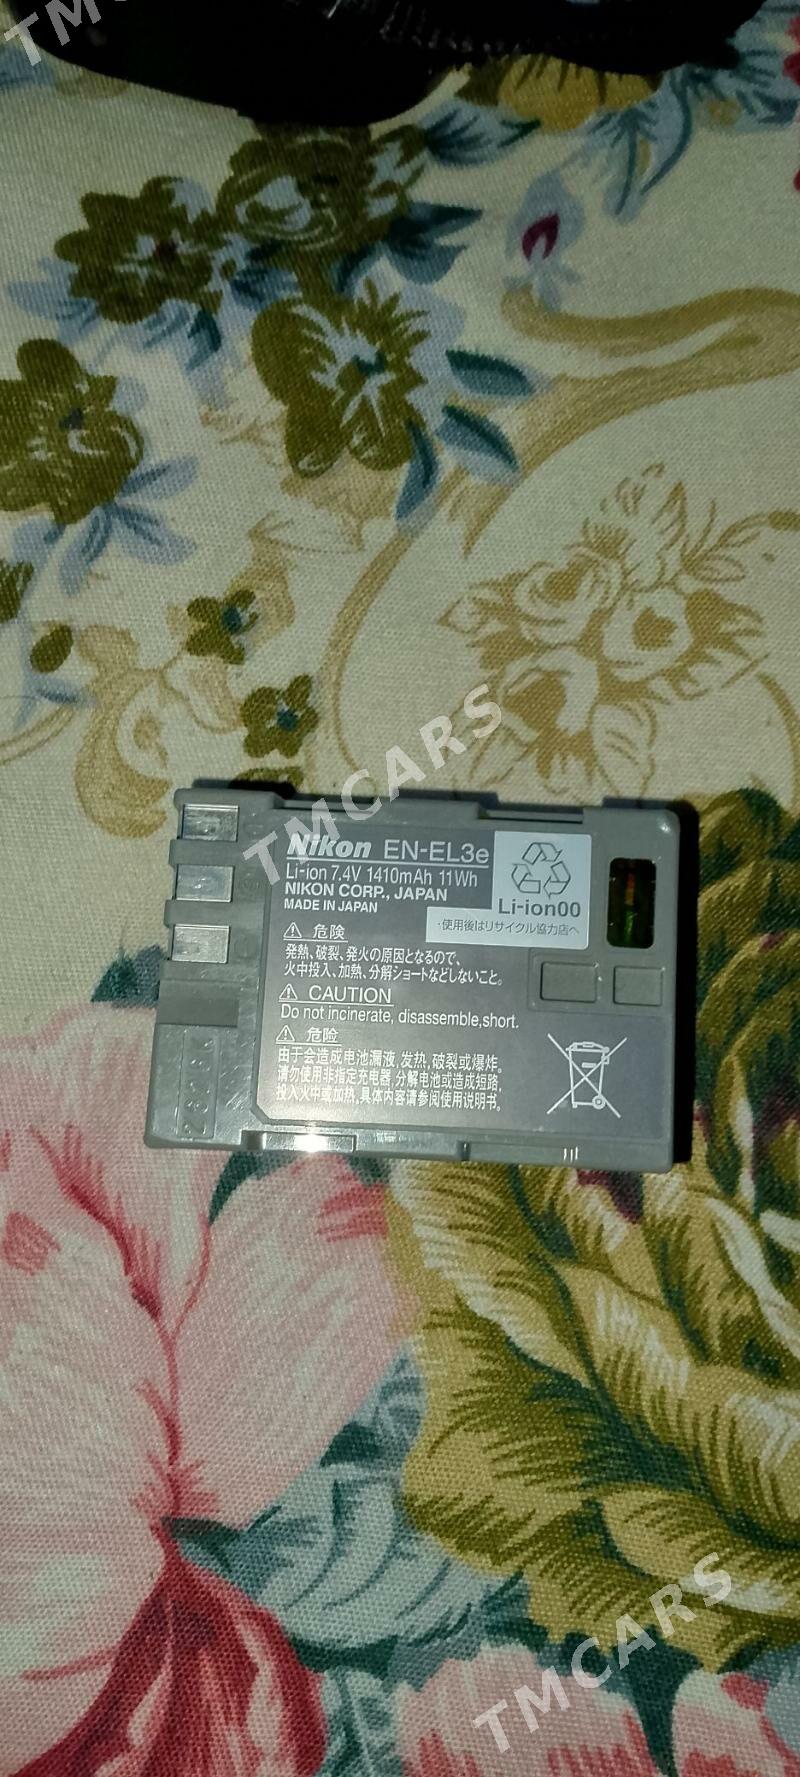 TMCARS
Nikon EN-EL3e
Li-ion 7.4V 1410mAh 11Wh
NIKON CORP., JAPAN
MADE IN JAPAN
Li-ion00
・使用後はリサイクル協力店へ
危険
発熱、破裂、発火の原因となるので、
火中投入、加熱、分解ショートなどしないこと。
CAUTION
Do not incinerate, disassemble,short.
危险
由于会造成电池漏液,发热,破裂或爆炸。
请勿使用非指定充电器,分解电池或造成短路,
投入火中或加热,具体内容请参阅使用说明书。
TMCARS